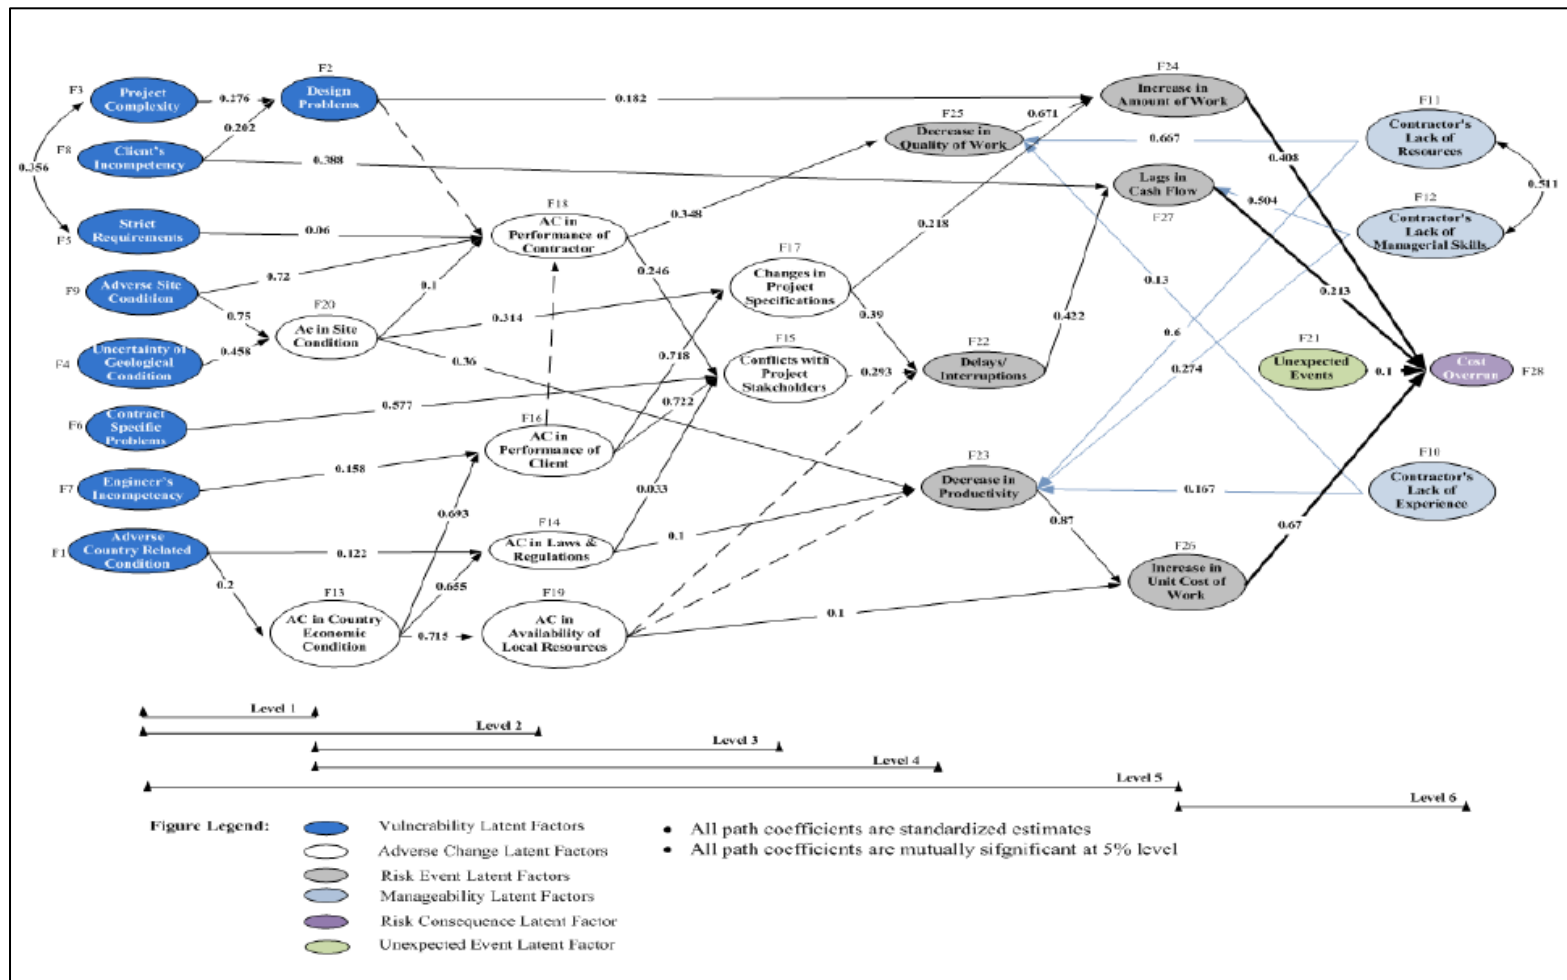 F3
Project
Complexity
0.276
F2
Design
Problems
0.182
F24
Increase in
Amount of Work
F11
Contractor's
Lack of
Resources
F8
Client's
Incompetency
0.202
0.356
0.388
F25
Decrease in
Quality of Work
0.671
0.667
0.408
Lags in
Cash Flow
F27
0.504
0.511
F12
Contractor's
Lack of
Managerial Skills
F5
Strict
Requirements
0.06
F18
AC in
Performance of
Contractor
0.348
0.218
F9
Adverse Site
Condition
0.72
0.75
F20
Ac in Site
Condition
0.1
0.246
0.314
F17
Changes in
Project
Specifications
0.39
0.13
0.213
F4
Uncertainty of
Geological
Condition
0.458
0.36
0.718
F15
Conflicts with
Project
Stakeholders
0.293
F22
Delays/
Interruptions
0.422
0.6
0.274
F21
Unexpected
Events
0.1
Cost
Overrun
F28
F6
Contract
Specific
Problems
0.577
0.722
F16
AC in
Performance of
Client
F7
Engineer's
Incompetency
0.158
0.693
0.033
F23
Decrease in
Productivity
0.167
F10
Contractor's
Lack of
Experience
F1
Adverse
Country Related
Condition
0.122
0.2
F14
AC in Laws &
Regulations
0.1
0.87
0.67
0.655
F13
AC in Country
Economic
Condition
0.715
F19
AC in
Availability of
Local Resources
0.1
F26
Increase in
Unit Cost of
Work
Level 1
Level 2
Level 3
Level 4
Level 5
Level 6
Figure Legend:
Vulnerability Latent Factors
Adverse Change Latent Factors
Risk Event Latent Factors
Manageability Latent Factors
Risk Consequence Latent Factor
Unexpected Event Latent Factor
• All path coefficients are standardized estimates
• All path coefficients are mutually sifgnificant at 5% level